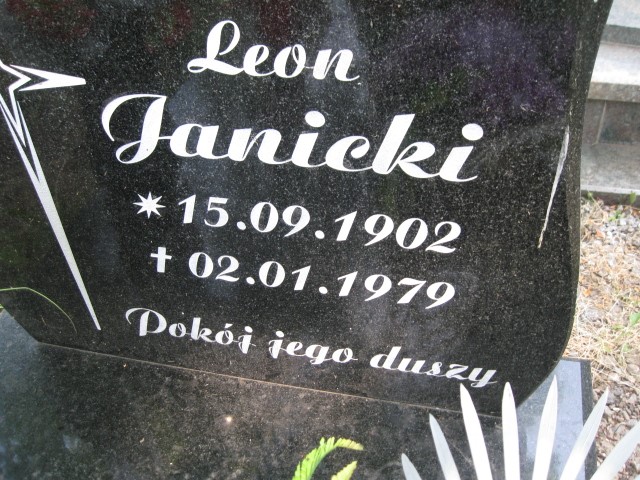 Leon
Janicki
* 15.09.1902
† 02.01.1979
Pokój jego duszy